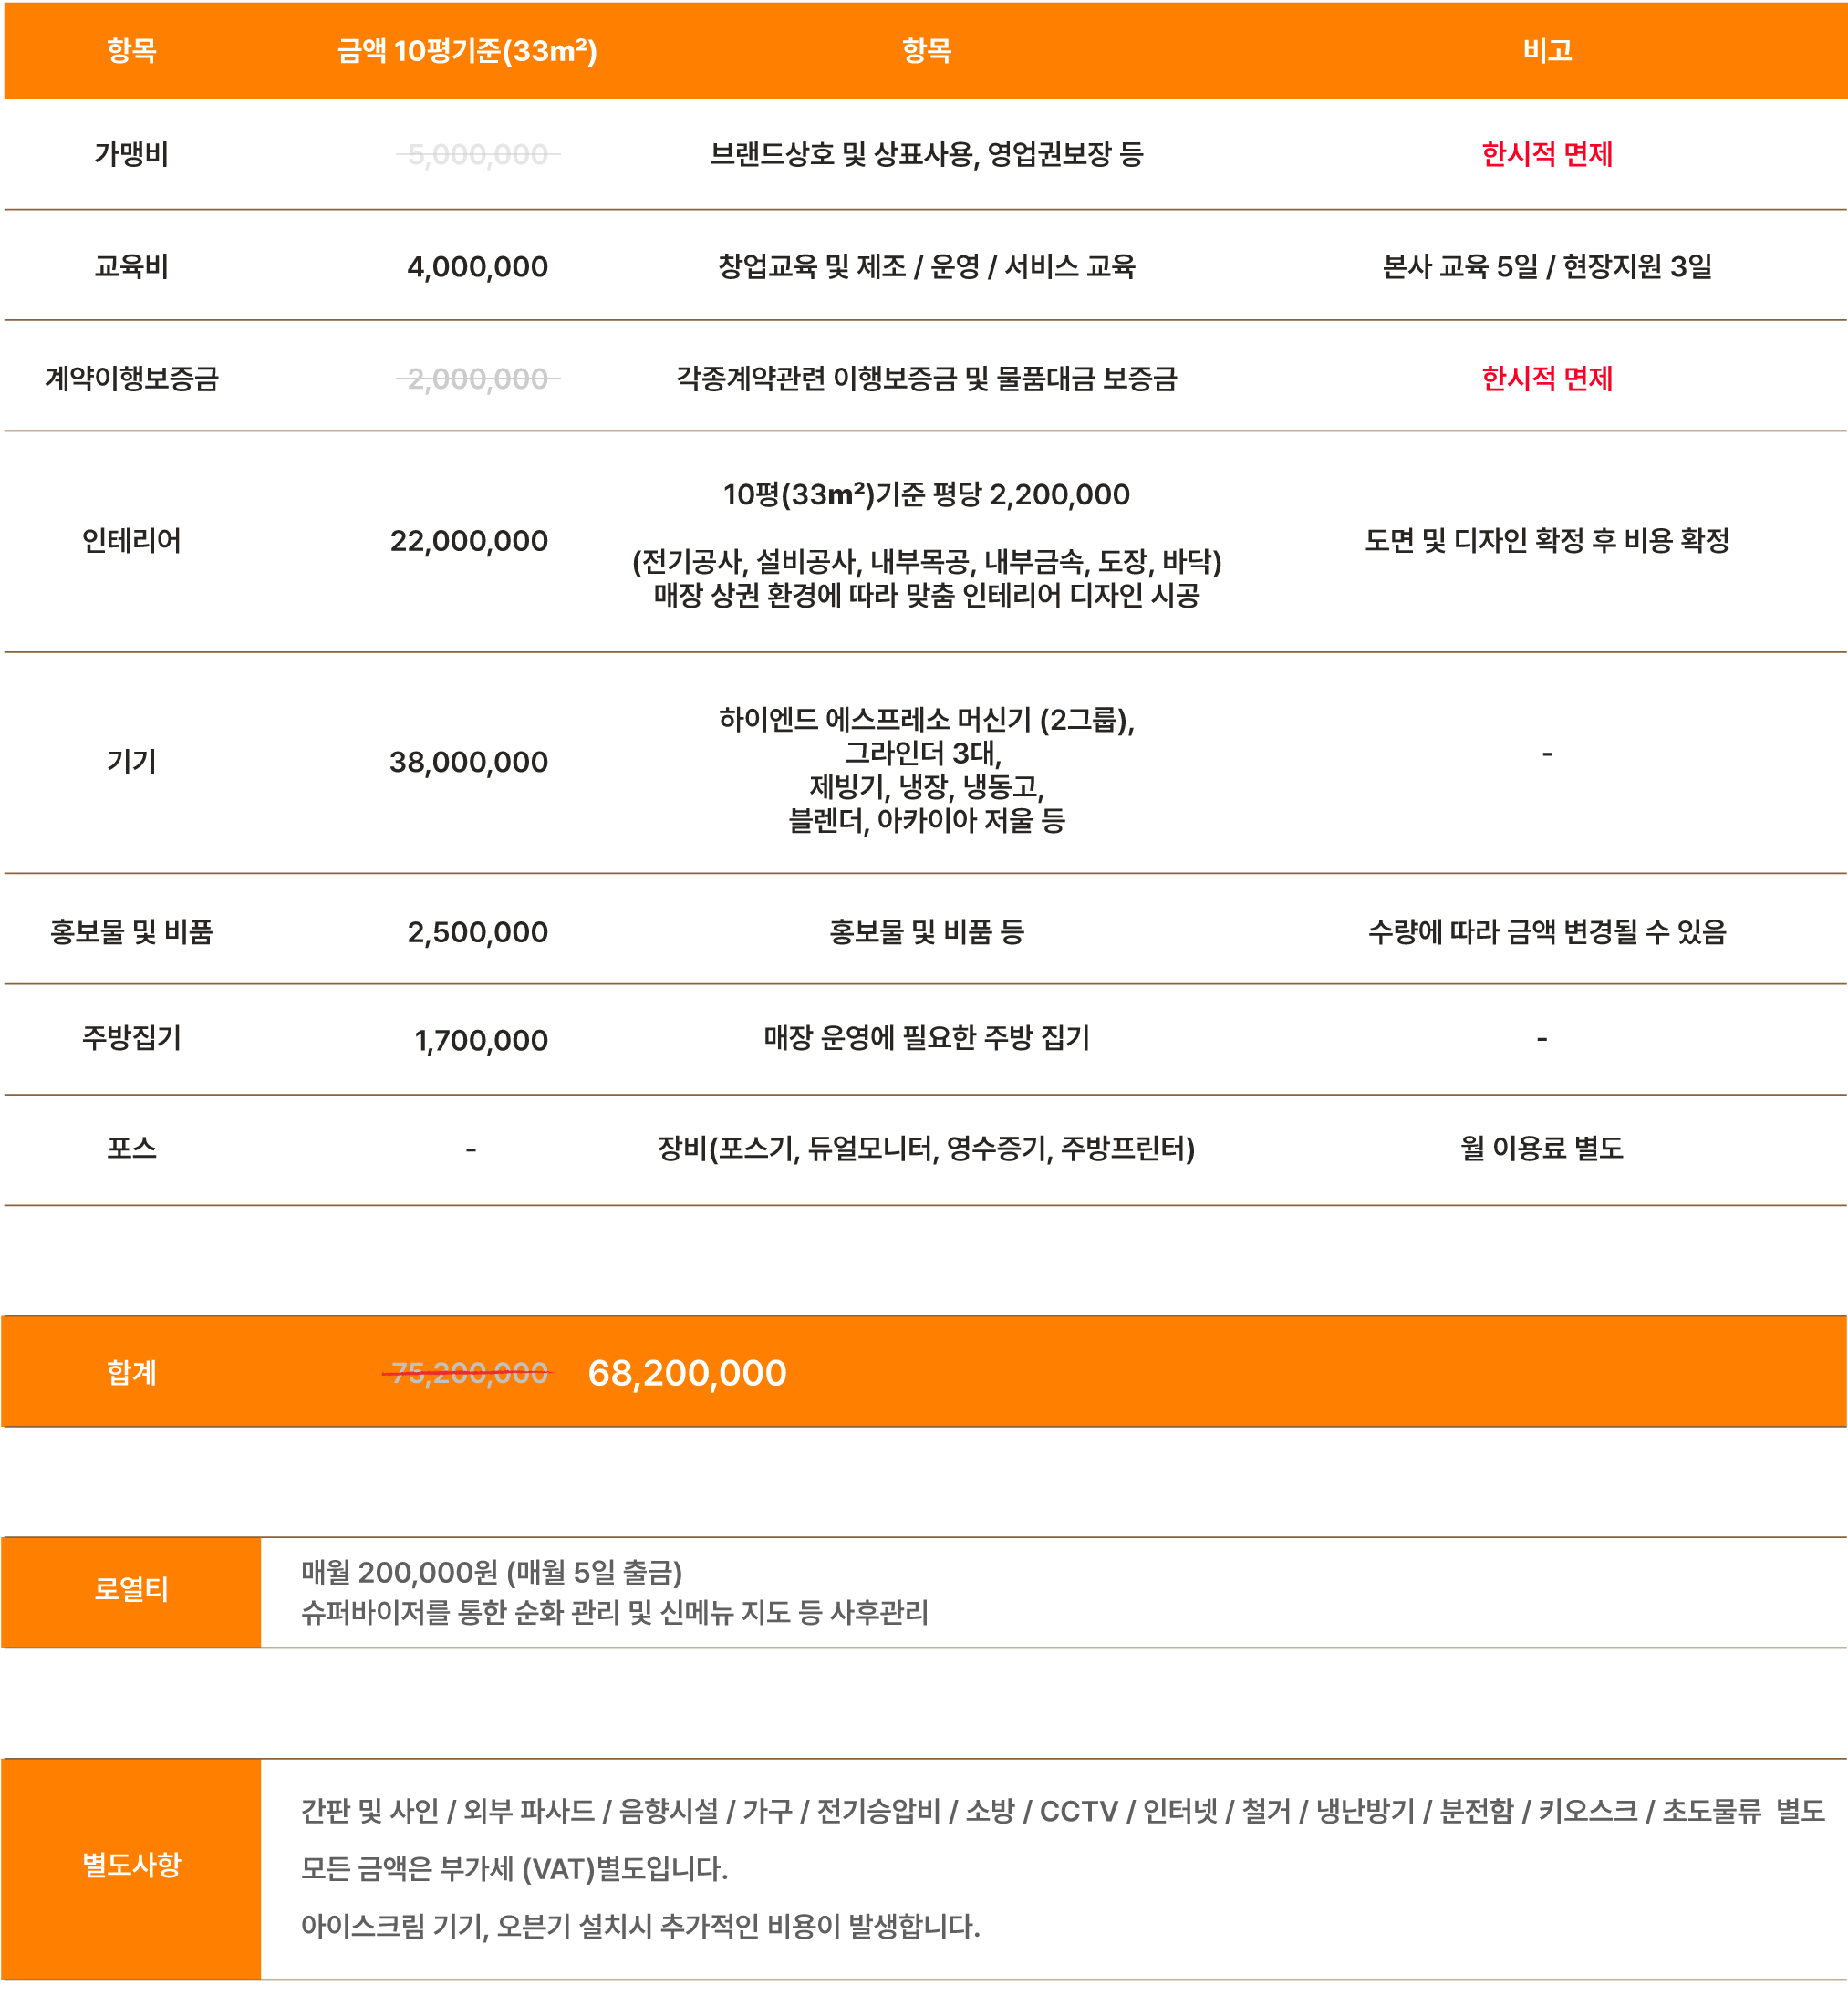 항목 금액 10평기준(33m²) 항목 비고
가맹비 5,000,000 브랜드상호 및 상표사용, 영업권보장 등 한시적 면제
교육비 4,000,000 창업교육 및 제조 / 운영 / 서비스 교육 본사 교육 5일 / 현장지원 3일
계약이행보증금 2,000,000 각종계약관련 이행보증금 및 물품대금 보증금 한시적 면제
10평(33m²)기준 평당 2,200,000
인테리어 22,000,000 도면 및 디자인 확정 후 비용 확정
(전기공사, 설비공사, 내부목공, 내부금속, 도장, 바닥)
매장 상권 환경에 따라 맞춤 인테리어 디자인 시공
하이엔드 에스프레소 머신기 (2그룹),
그라인더 3대, -
기기 38,000,000
제빙기, 냉장, 냉동고,
블렌더, 아카이아 저울 등
홍보물 및 비품 2,500,000 홍보물 및 비품 등 수량에 따라 금액 변경될 수 있음
주방집기 1,700,000 매장 운영에 필요한 주방 집기 -
포스 - 장비(포스기, 듀얼모니터, 영수증기, 주방프린터) 월 이용료 별도
합계 75,200,000 68,200,000
로열티
매월 200,000원 (매월 5일 출금)
슈퍼바이저를 통한 순화 관리 및 신메뉴 지도 등 사후관리
별도사항
간판 및 사인 / 외부 파사드 / 음향시설 / 가구 / 전기승압비 / 소방 / CCTV / 인터넷 / 철거 / 냉난방기 / 분전함 / 키오스크 / 초도물류 별도
모든 금액은 부가세 (VAT)별도입니다.
아이스크림 기기, 오븐기 설치시 추가적인 비용이 발생합니다.